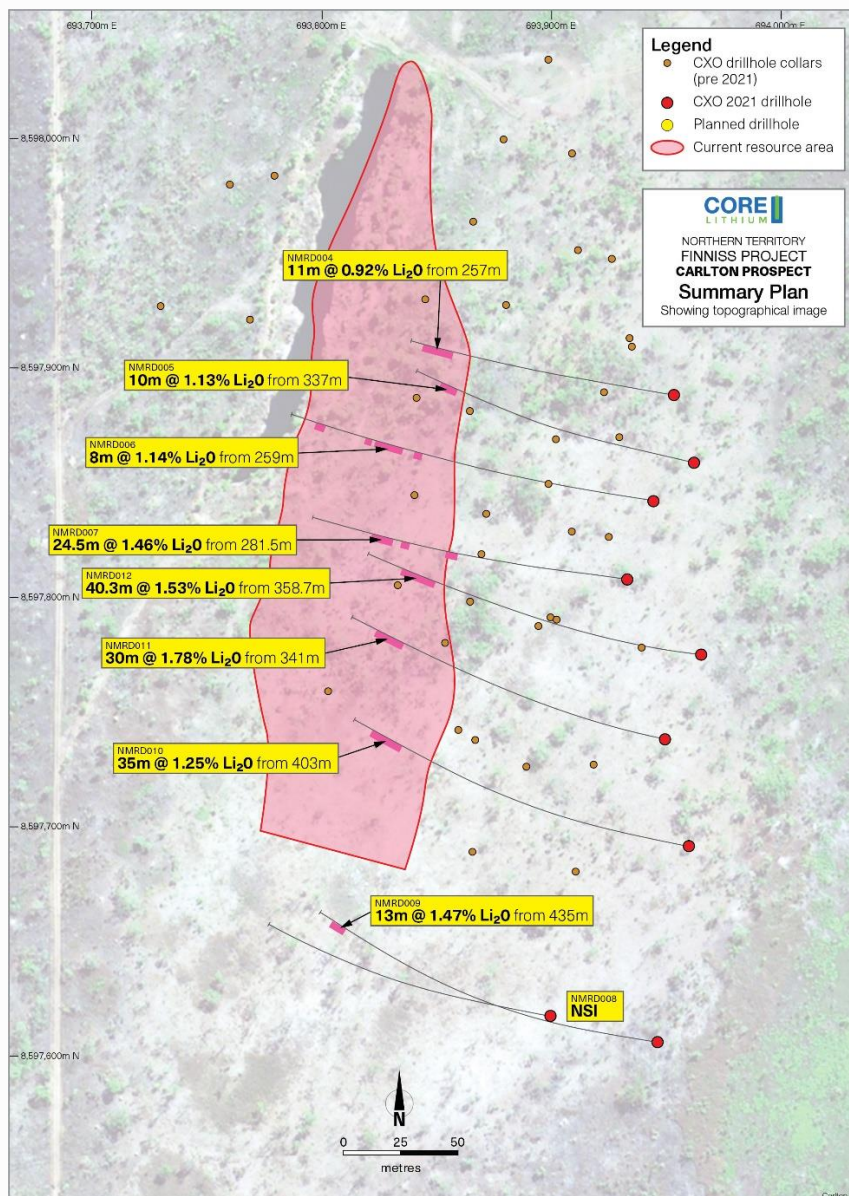 693,700m E
693,800m E
693,900m E
694,000m E
Legend
CXO drillhole collars
(pre 2021)
CXO 2021 drillhole
Planned drillhole
Current resource area
8,598,000m N
CORE
LITHIUM
NORTHERN TERRITORY
FINNISS PROJECT
CARLTON PROSPECT
Summary Plan
Showing topographical image
NMRD004
11m @ 0.92% Li₂O from 257m
8,597,900m N
NMRD005
10m @ 1.13% Li₂O from 337m
NMRD006
8m @ 1.14% Li₂O from 259m
NMRD007
24.5m @ 1.46% Li₂O from 281.5m
NMRD012
40.3m @ 1.53% Li₂O from 358.7m
8,597,800m N
NMRD011
30m @ 1.78% Li₂O from 341m
NMRD010
35m @ 1.25% Li₂O from 403m
8,597,700m N
NMRD009
13m @ 1.47% Li₂O from 435m
NMRD008
NSI
8,597,600m N
N
0 25 50
metres